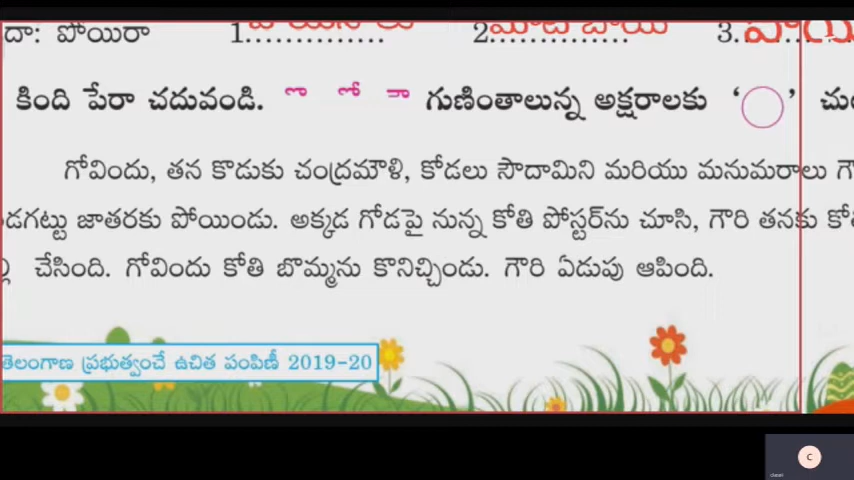 దా: పోయిరా 1.............. 2.............. 3..
కింది పేరా చదువండి. ొ ో ౌ గుణింతాలున్న అక్షరాలకు ‘◯’
గోవిందు, తన కొడుకు చంద్రమౌళి, కోడలు సౌదామిని మరియు మనుమరాలు
జాతరకు పోయిండు. అక్కడ గోడపై నున్న కోతి పోస్టర్‌ను చూసి, గౌరి తనకు
చేసింది. గోవిందు కోతి బొమ్మను కొనిచ్చిండు. గౌరి ఏడుపు ఆపింది.
తెలంగాణ ప్రభుత్వంచే ఉచిత పంపిణీ 2019-20
C